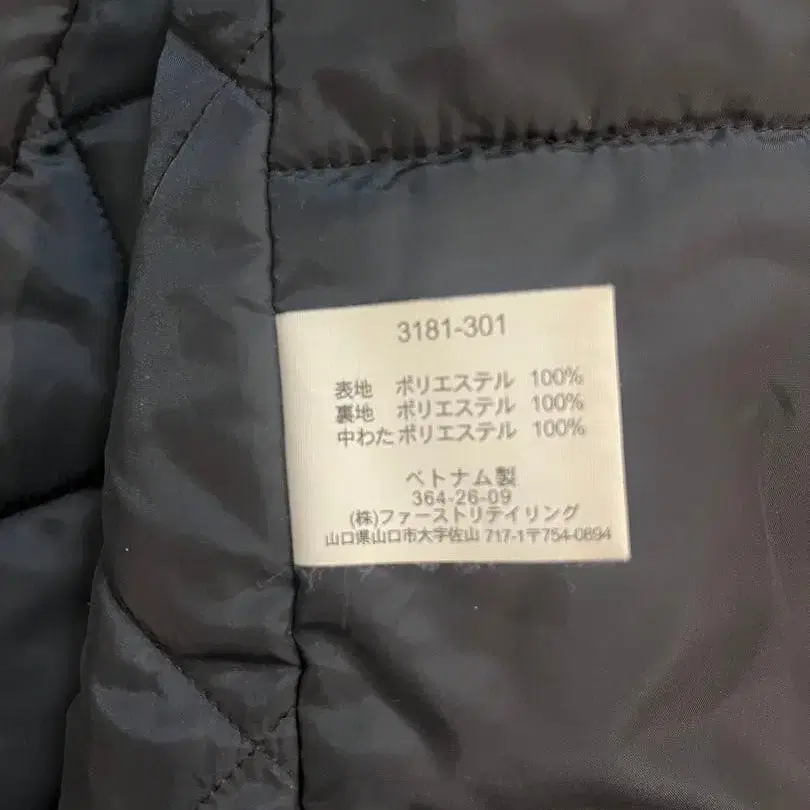 3181-301
表地 ポリエステル 100%
裏地 ポリエステル 100%
中わた ポリエステル 100%
ベトナム製
364-26-09
(株)ファーストリテイリング
山口県山口市大字佐山 717-1〒754-0894